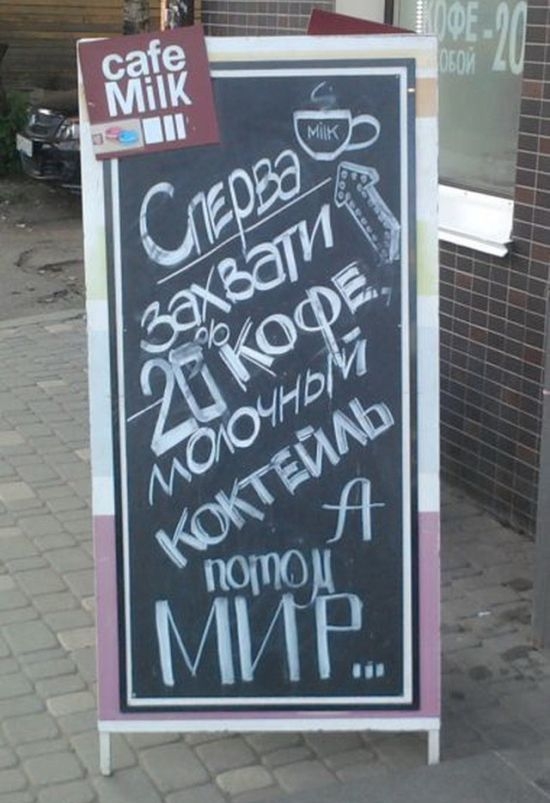 КОФЕ -20
СОБОЙ
cafe
Milk
Milk
Сперва
захвати
20% кофе,
молочный
коктейль
А
потом
МИР...